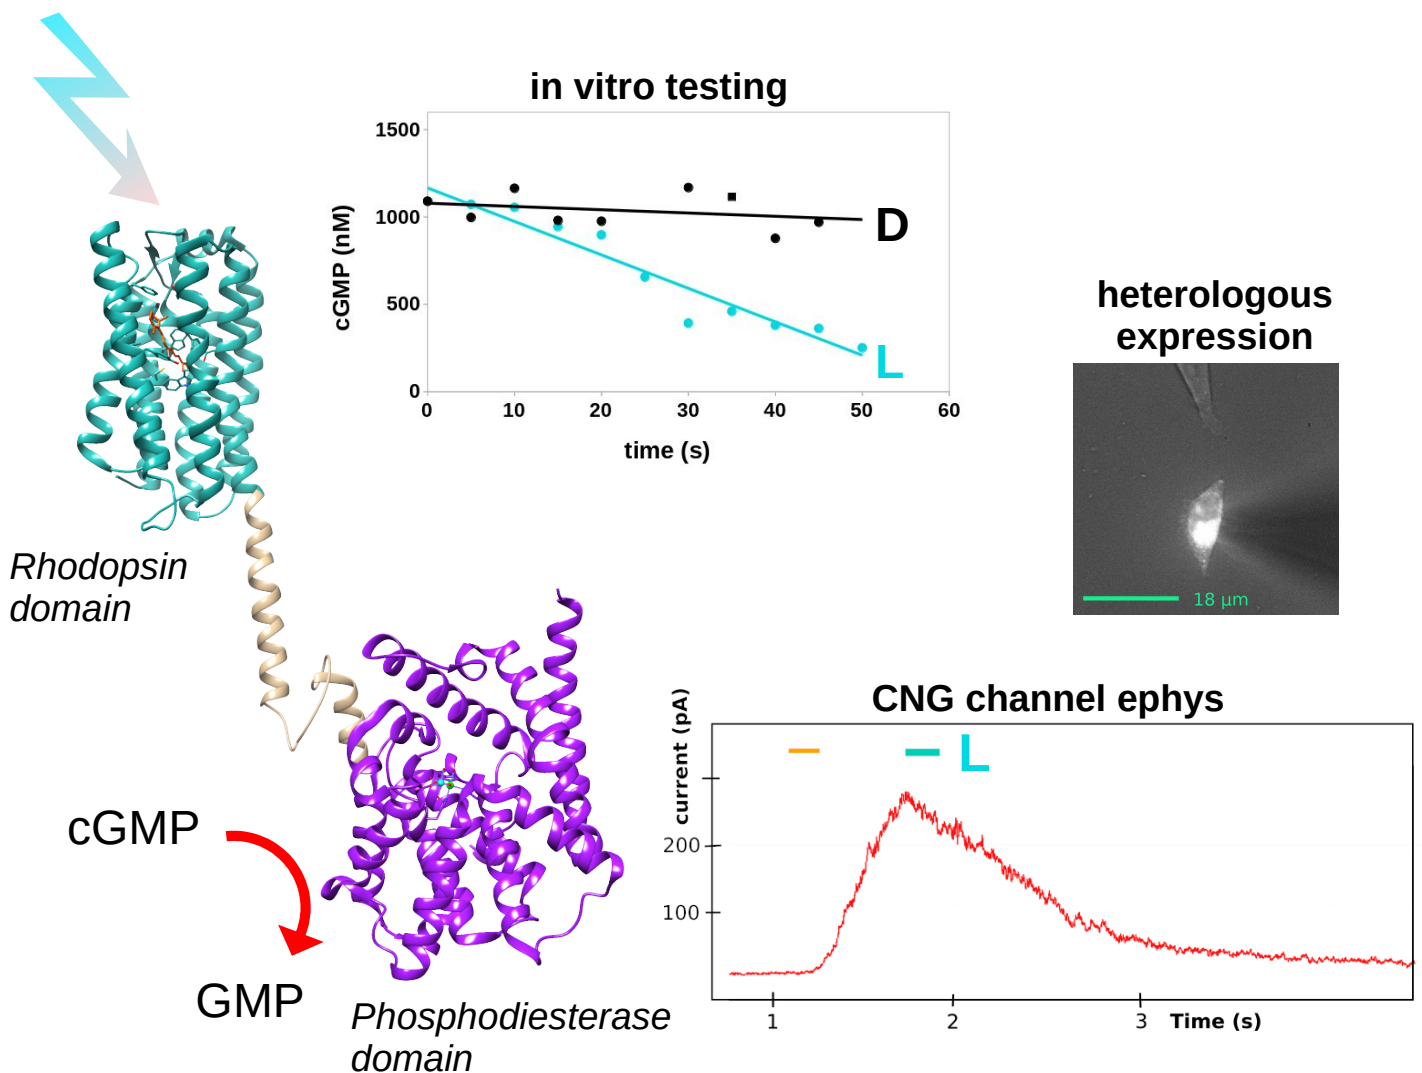 in vitro testing
1500
1000
500
0
cGMP (nM)
0 10 20 30 40 50 60
time (s)
D
L
heterologous
expression
18 µm
Rhodopsin
domain
cGMP
GMP
Phosphodiesterase
domain
CNG channel ephys
current (pA)
L
200
100
1 2 3 Time (s)